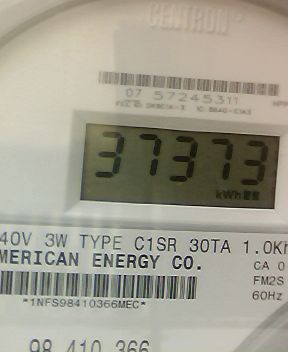 CENTRON®
07 57245311
37373
kWh
40V 3W TYPE C1SR 30TA 1.0Kh
MERICAN ENERGY CO.
CA 0
FM2S
60Hz
*1NFS98410366MEC*
98 410 366